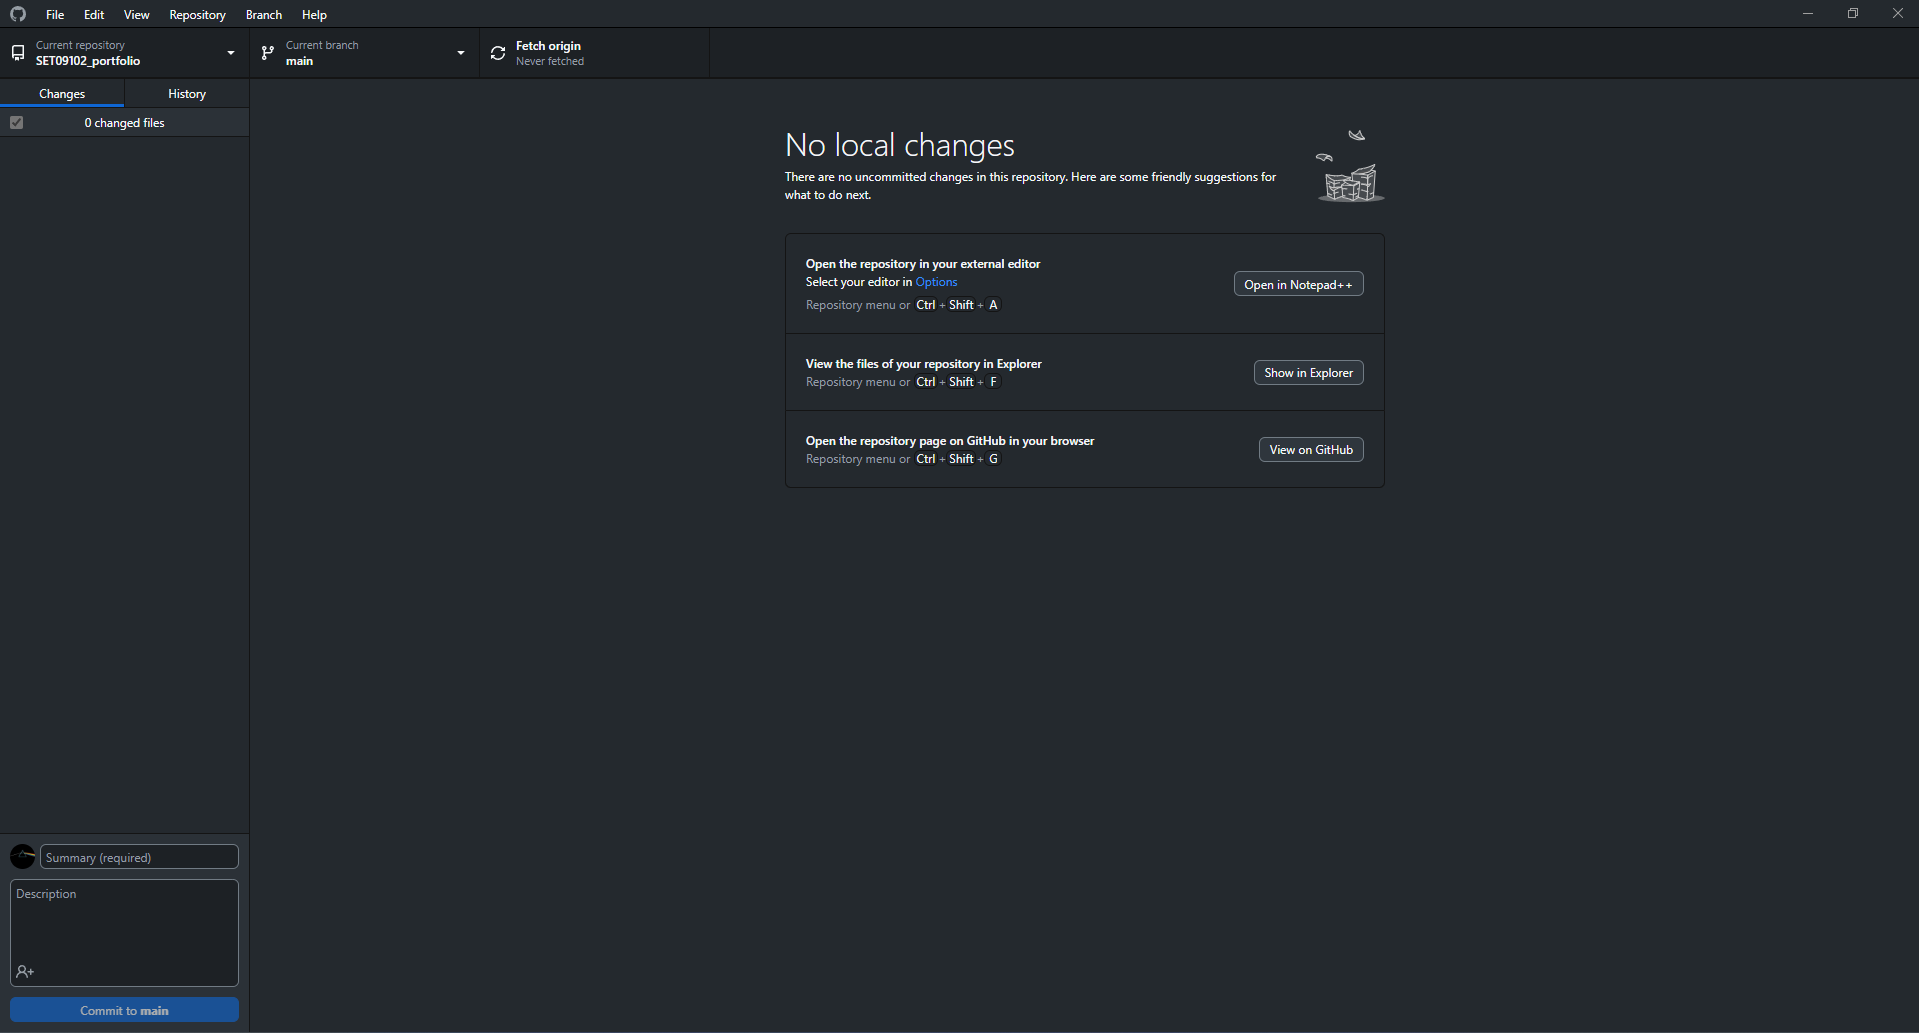 File Edit View Repository Branch Help
Current repository
SET09102_portfolio
Current branch
main
Fetch origin
Never fetched
Changes History
0 changed files
No local changes
There are no uncommitted changes in this repository. Here are some friendly suggestions for
what to do next.
Open the repository in your external editor
Select your editor in Options
Repository menu or Ctrl + Shift + A
Open in Notepad++
View the files of your repository in Explorer
Repository menu or Ctrl + Shift + F
Show in Explorer
Open the repository page on GitHub in your browser
Repository menu or Ctrl + Shift + G
View on GitHub
Summary (required)
Description
Commit to main